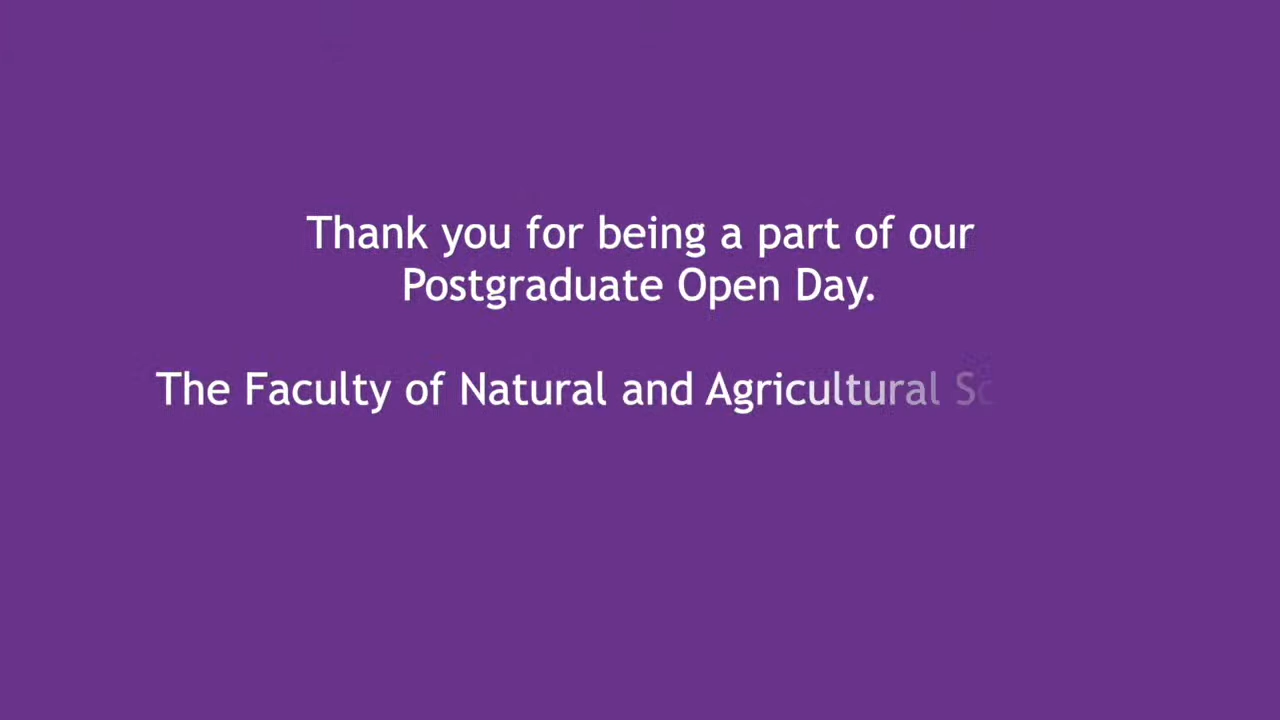 Thank you for being a part of our
Postgraduate Open Day.
The Faculty of Natural and Agricultural